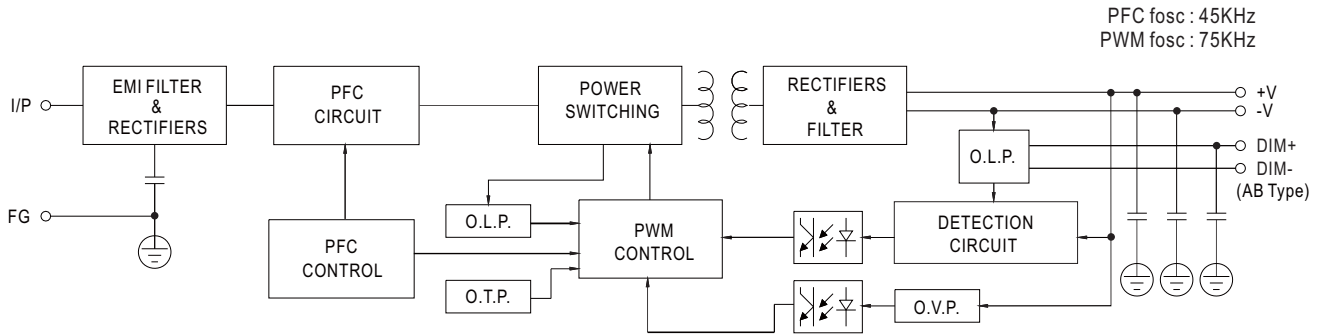 PFC fosc : 45KHz
PWM fosc : 75KHz
I/P
EMI FILTER
&
RECTIFIERS
PFC
CIRCUIT
POWER
SWITCHING
RECTIFIERS
&
FILTER
+V
-V
O.L.P.
DIM+
DIM-
(AB Type)
FG
O.L.P.
PFC
CONTROL
PWM
CONTROL
DETECTION
CIRCUIT
O.T.P.
O.V.P.